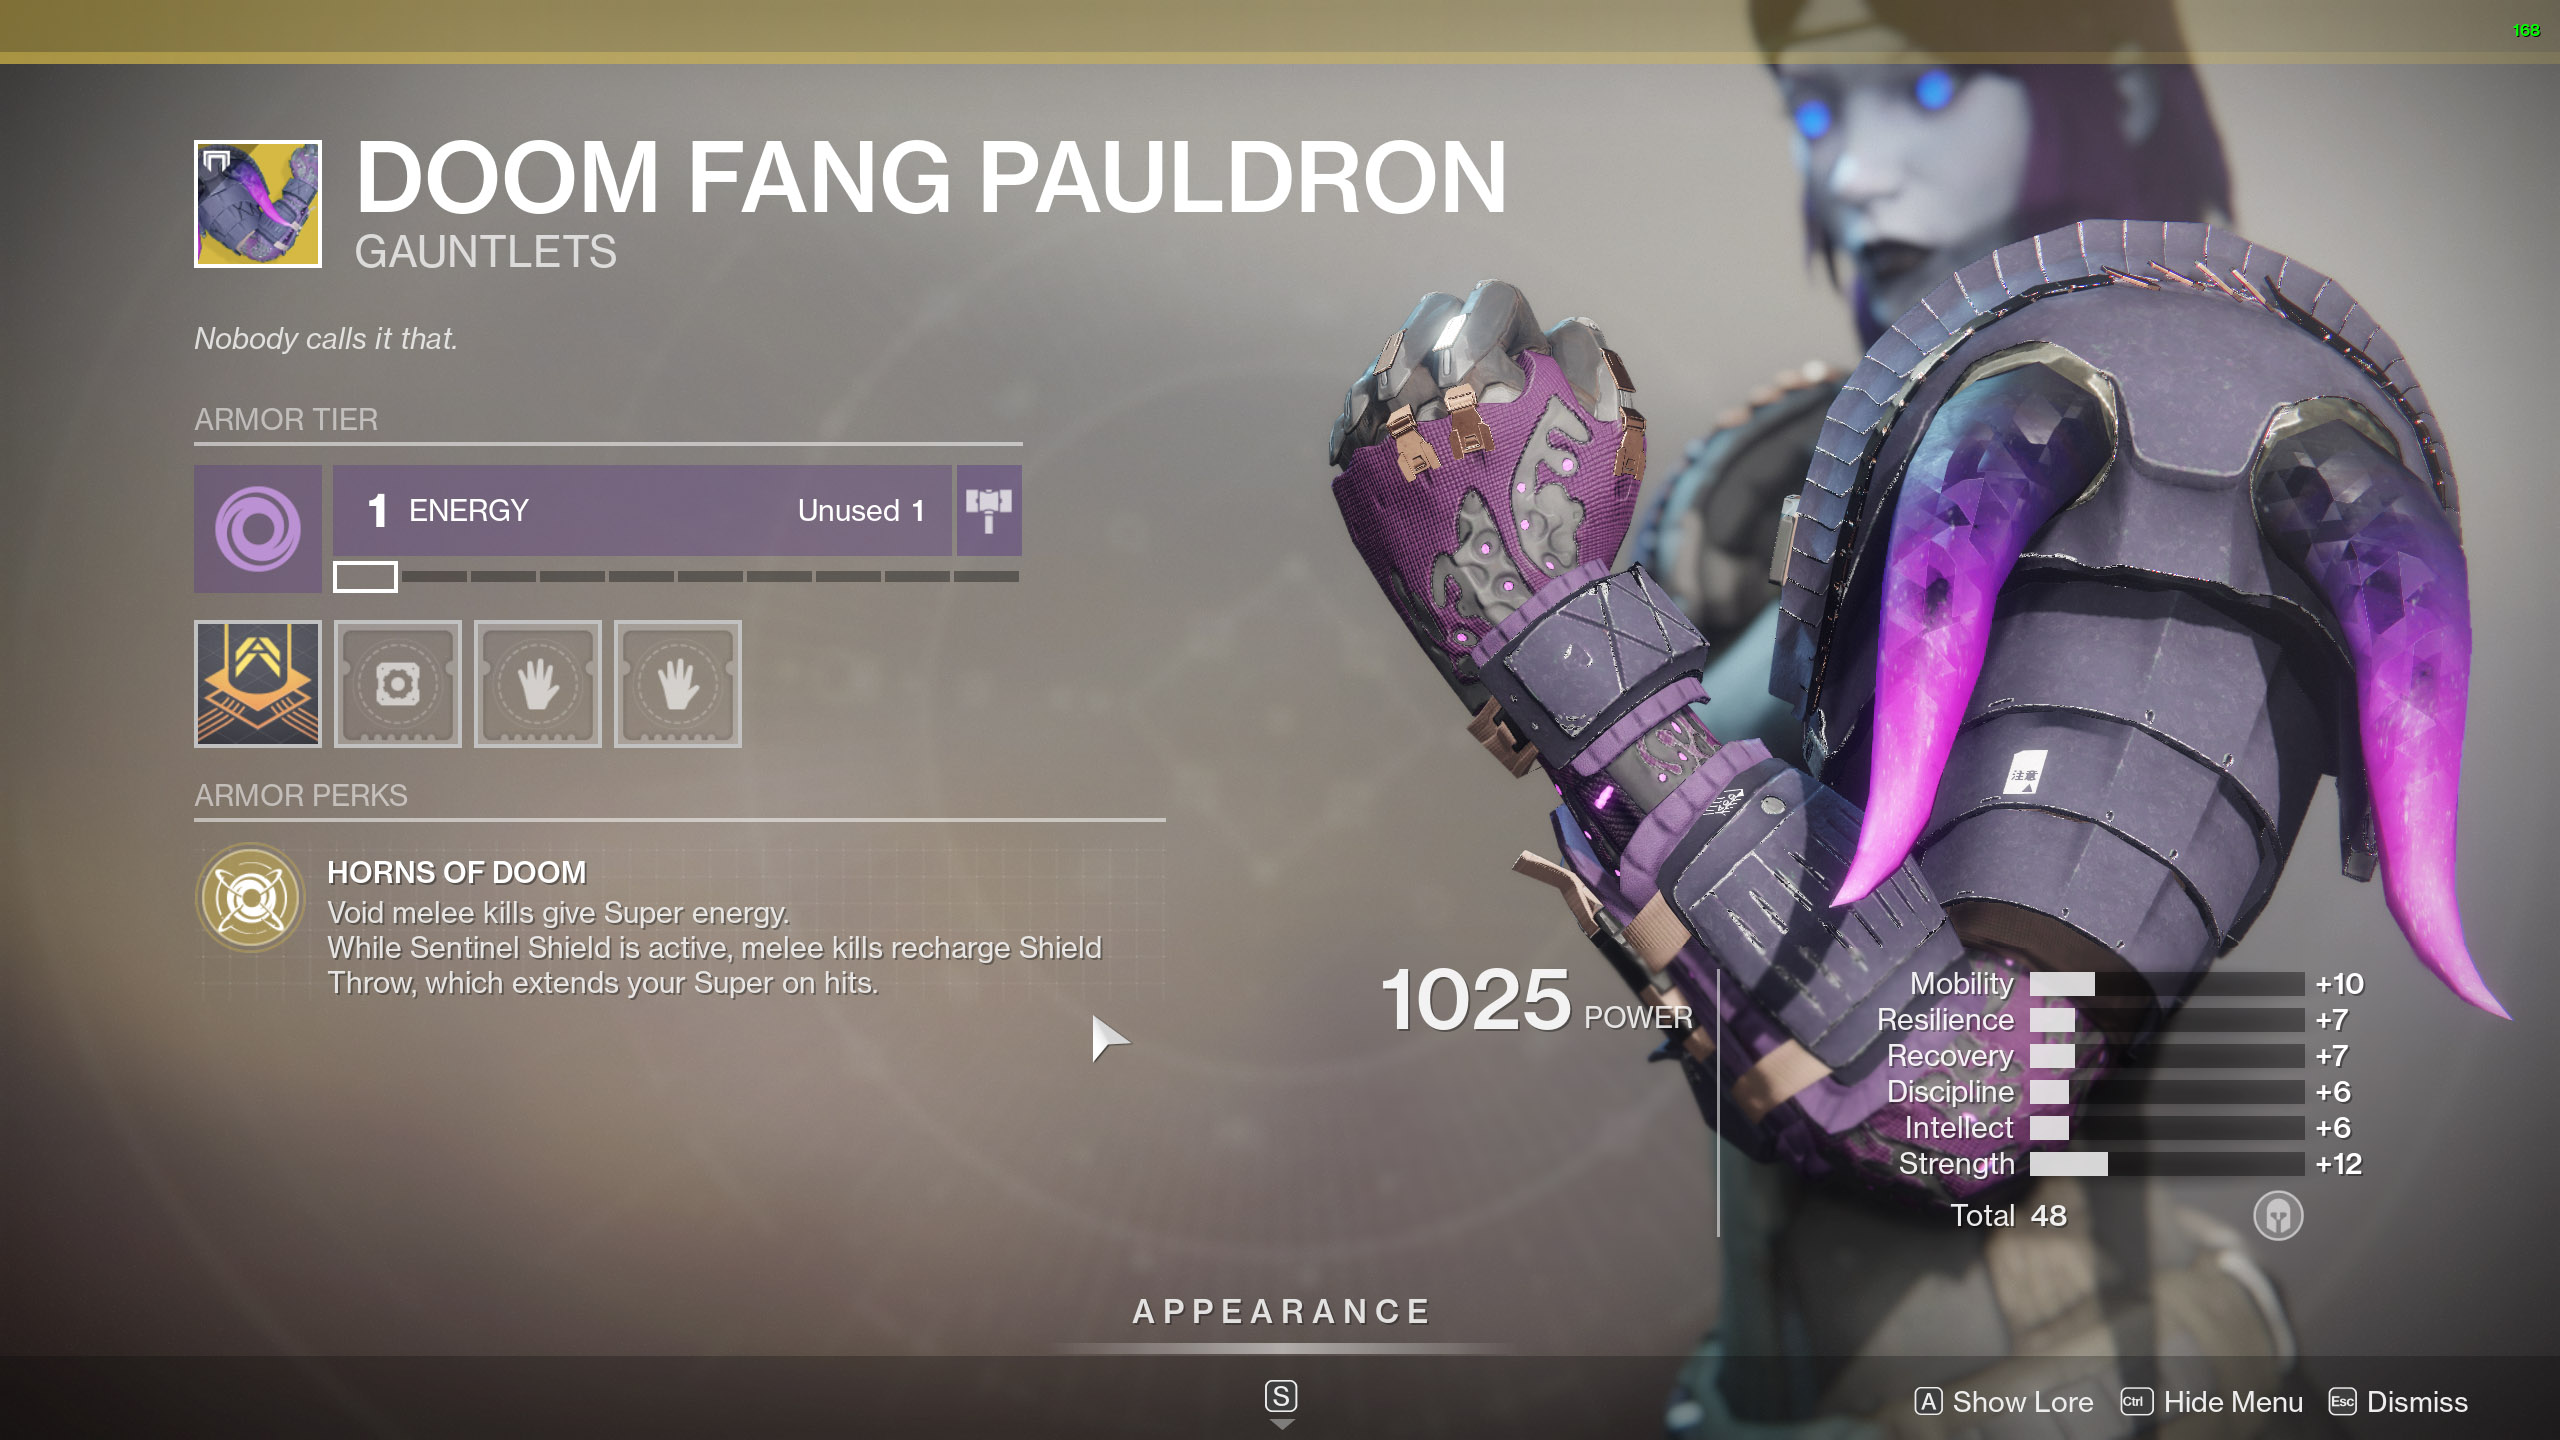 168
DOOM FANG PAULDRON
GAUNTLETS
Nobody calls it that.
ARMOR TIER
1 ENERGY Unused 1
ARMOR PERKS
HORNS OF DOOM
Void melee kills give Super energy.
While Sentinel Shield is active, melee kills recharge Shield
Throw, which extends your Super on hits.
注意
1025 POWER
Mobility +10
Resilience +7
Recovery +7
Discipline +6
Intellect +6
Strength +12
Total 48
APPEARANCE
S
A Show Lore Ctrl Hide Menu Esc Dismiss